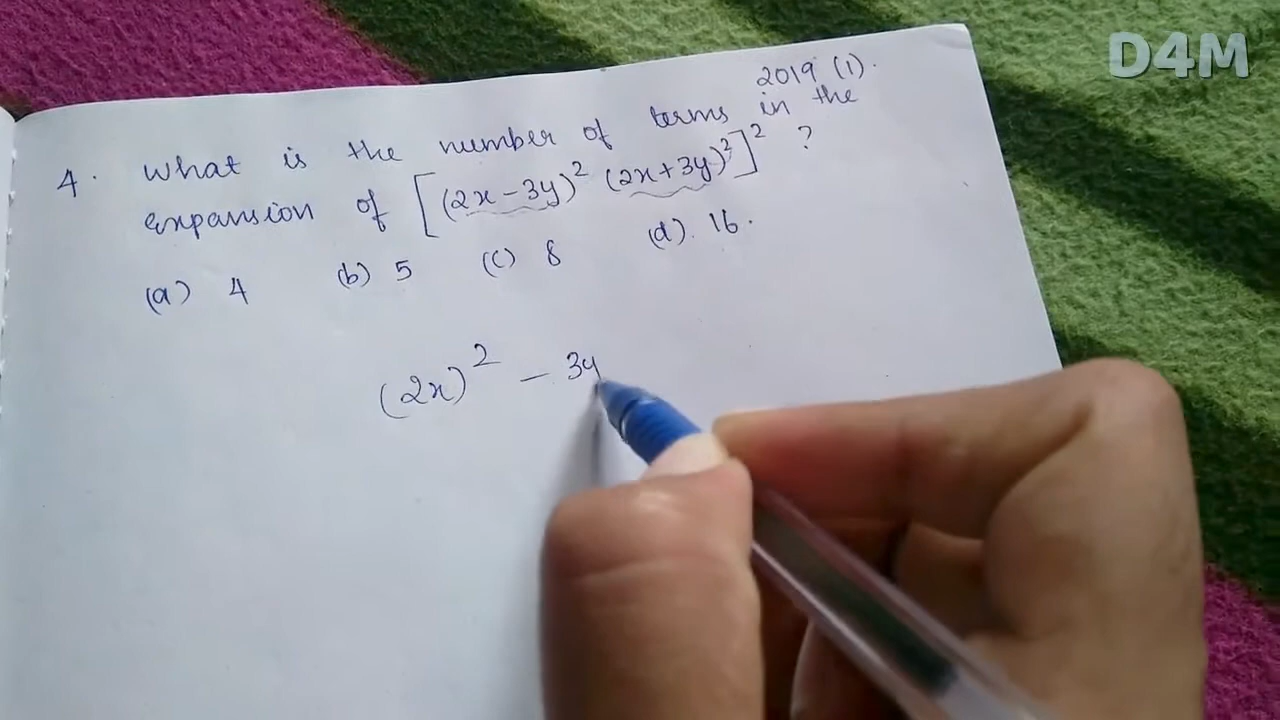 D4M
2019 (1).
4. What is the number of terms in the
expansion of [(2x - 3y)² (2x + 3y)²]² ?
(a) 4 (b) 5 (c) 8 (d). 16.
(2x)² - 3y